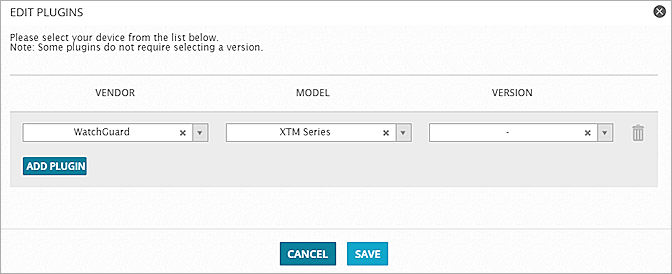 EDIT PLUGINS
Please select your device from the list below.
Note: Some plugins do not require selecting a version.
VENDOR MODEL VERSION
WatchGuard XTM Series -
ADD PLUGIN
CANCEL SAVE